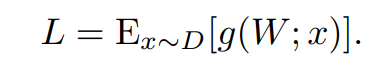 L = E_{x∼D}[g(W; x)].